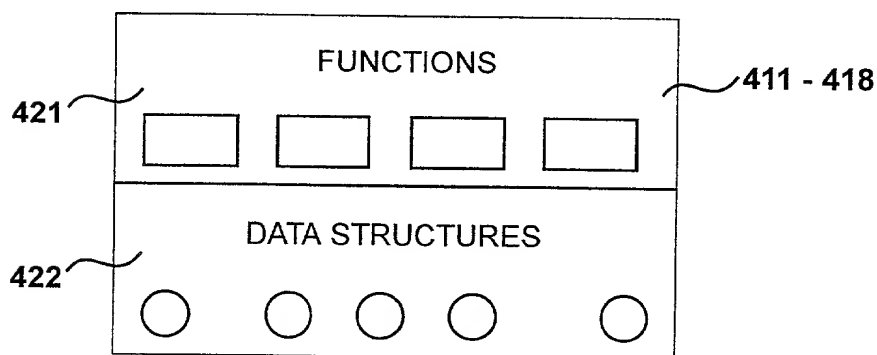 FUNCTIONS
411 - 418
421
DATA STRUCTURES
422